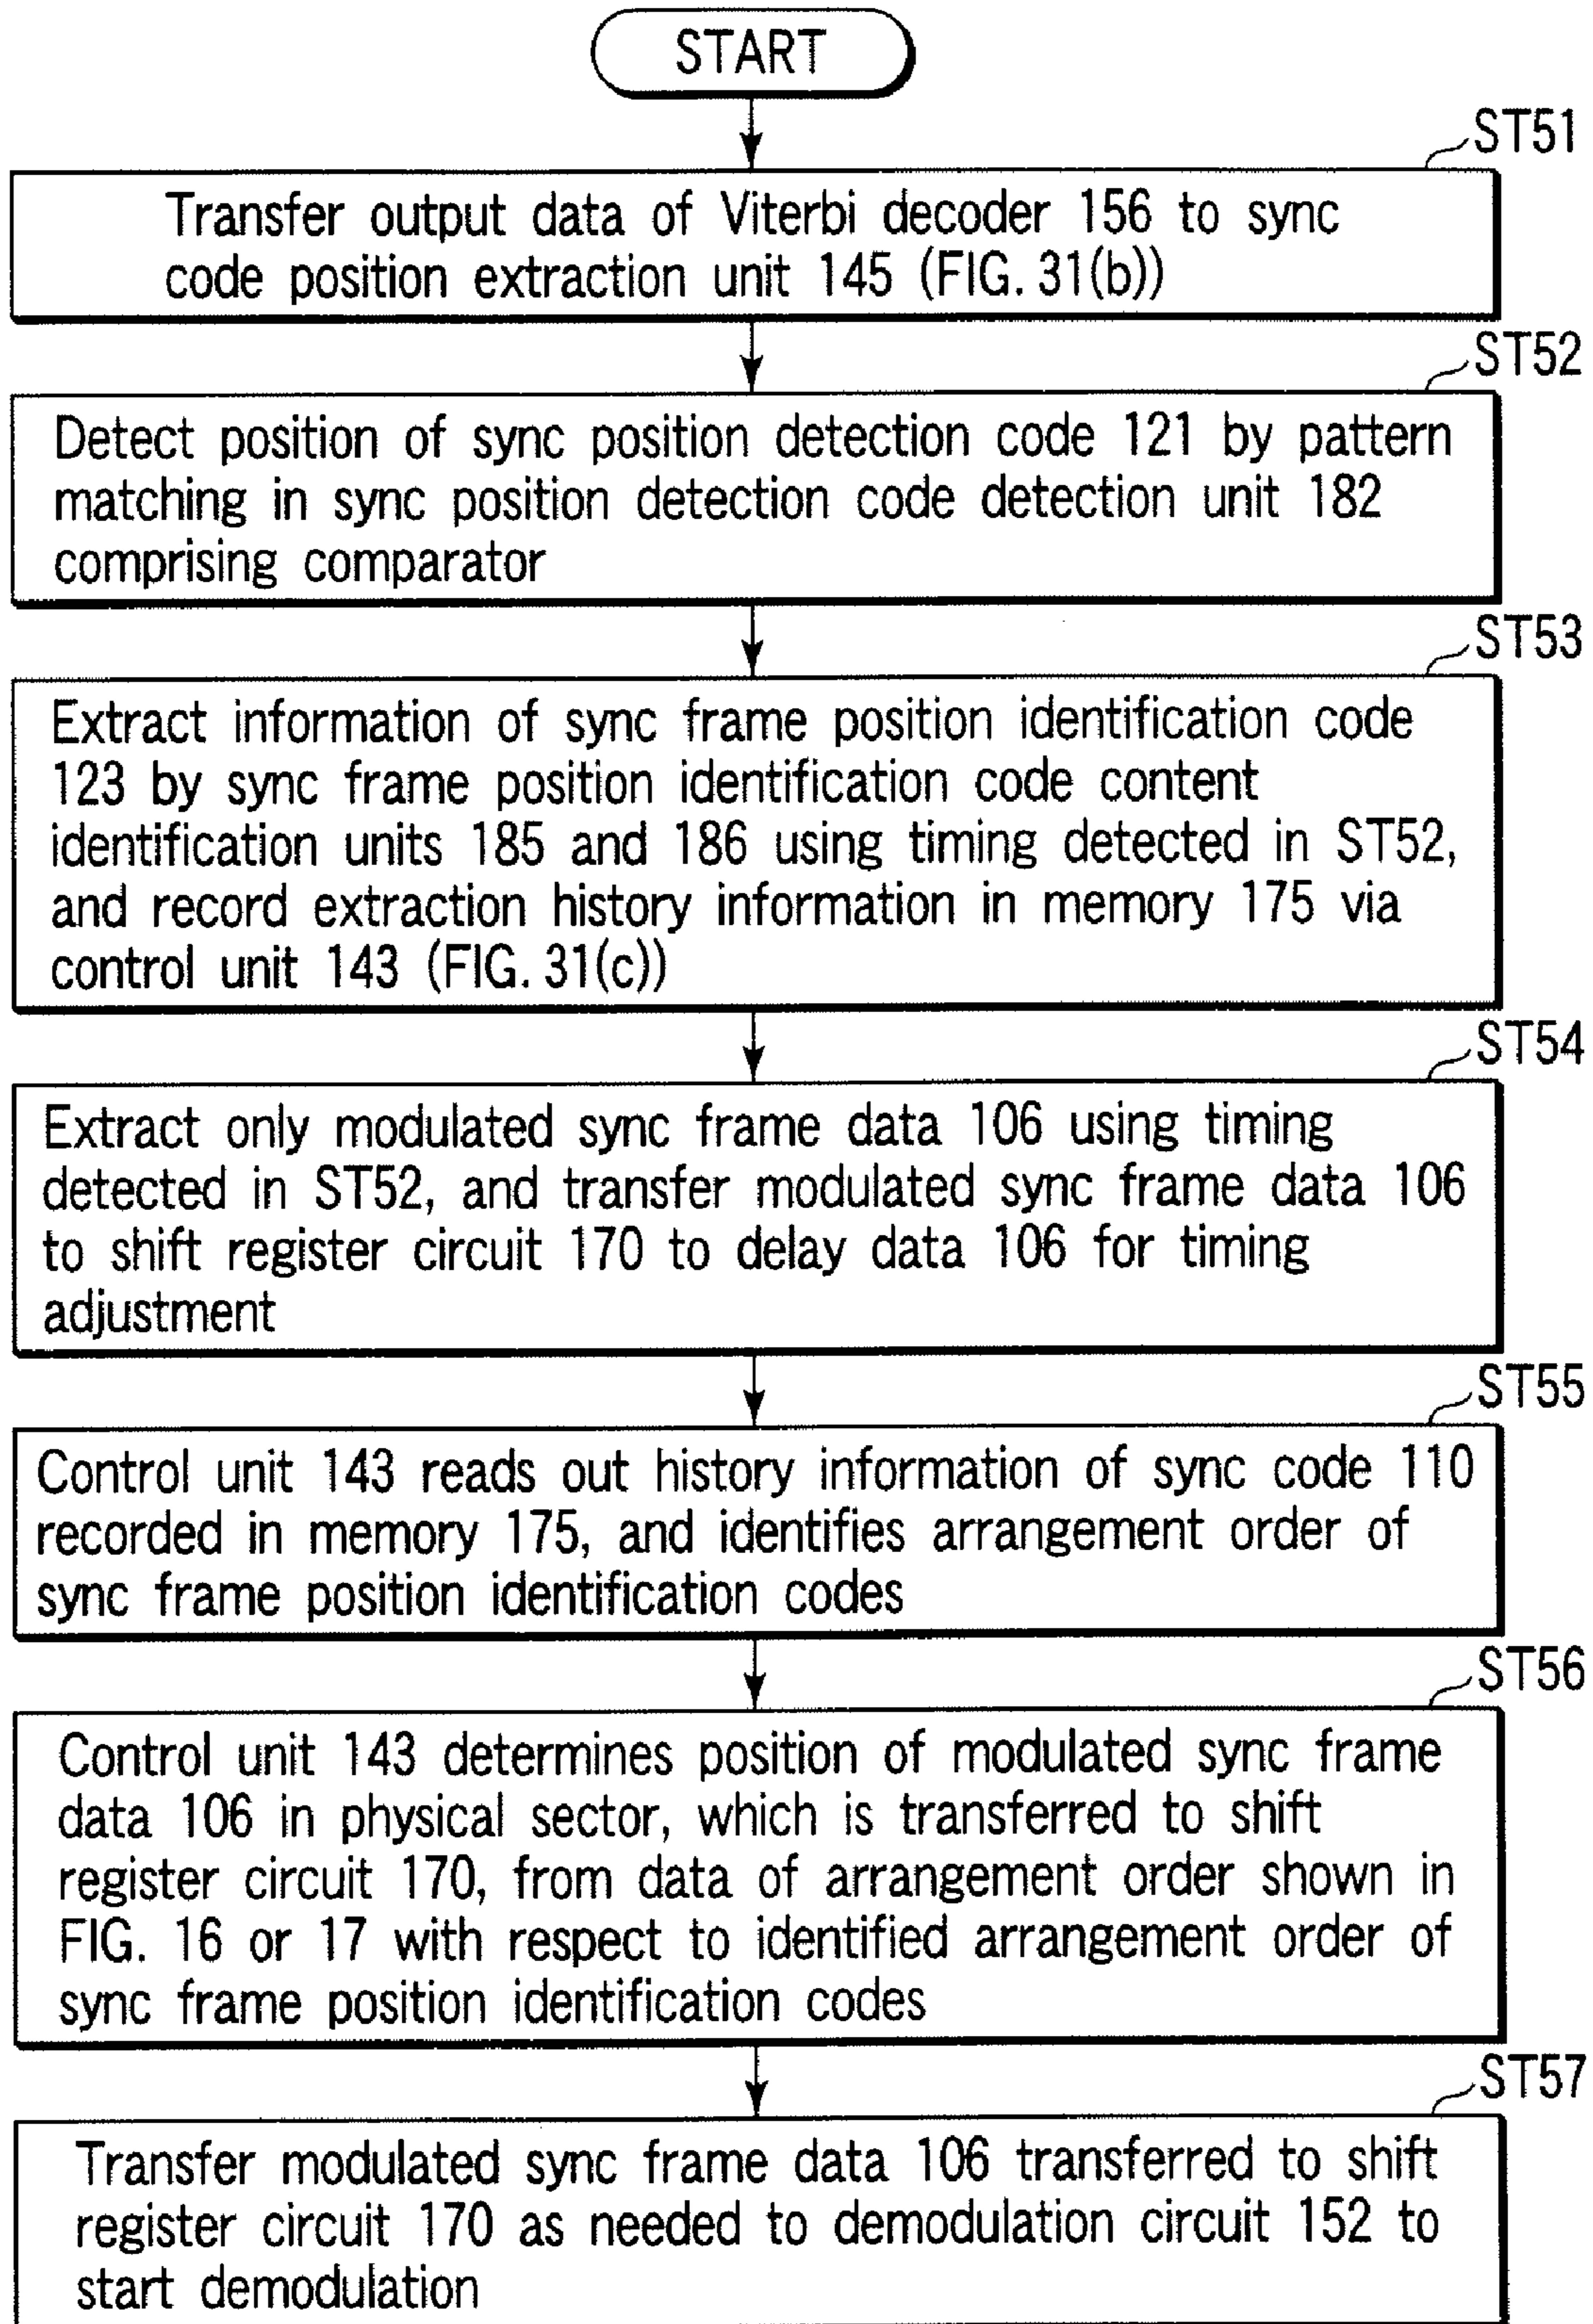 START
ST51
Transfer output data of Viterbi decoder 156 to sync
code position extraction unit 145 (FIG. 31(b))
ST52
Detect position of sync position detection code 121 by pattern
matching in sync position detection code detection unit 182
comprising comparator
ST53
Extract information of sync frame position identification code
123 by sync frame position identification code content
identification units 185 and 186 using timing detected in ST52,
and record extraction history information in memory 175 via
control unit 143 (FIG. 31(c))
ST54
Extract only modulated sync frame data 106 using timing
detected in ST52, and transfer modulated sync frame data 106
to shift register circuit 170 to delay data 106 for timing
adjustment
ST55
Control unit 143 reads out history information of sync code 110
recorded in memory 175, and identifies arrangement order of
sync frame position identification codes
ST56
Control unit 143 determines position of modulated sync frame
data 106 in physical sector, which is transferred to shift
register circuit 170, from data of arrangement order shown in
FIG. 16 or 17 with respect to identified arrangement order of
sync frame position identification codes
ST57
Transfer modulated sync frame data 106 transferred to shift
register circuit 170 as needed to demodulation circuit 152 to
start demodulation